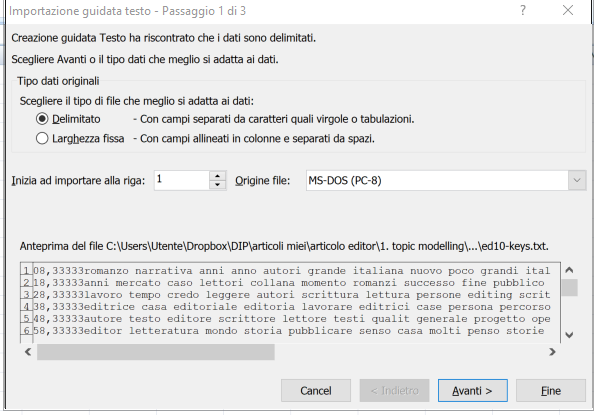 Importazione guidata testo - Passaggio 1 di 3
Creazione guidata Testo ha riscontrato che i dati sono delimitati.
Scegliere Avanti o il tipo dati che meglio si adatta ai dati.
Tipo dati originali
Scegliere il tipo di file che meglio si adatta ai dati:
Delimitato - Con campi separati da caratteri quali virgole o tabulazioni.
Larghezza fissa - Con campi allineati in colonne e separati da spazi.
Inizia ad importare alla riga: 1 Origine file: MS-DOS (PC-8)
Anteprima del file C:\Users\Utente\Dropbox\DIP\articoli miei\articolo editor\1. topic modelling\...\ed10-keys.txt.
1 08,33333romanzo narrativa anni anno autori grande italiana nuovo poco grandi ital
2 18,33333anni mercato caso lettori collana momento romanzi successo fine pubblico
3 28,33333lavoro tempo credo leggere autori scrittura lettura persone editing scrit
4 38,33333editrice casa editoriale editoria lavorare editrici case persona percorso
5 48,33333autore testo editore scrittore lettore testi qualit generale progetto ope
6 58,33333editor letteratura mondo storia pubblicare senso casa molti penso storie
Cancel < Indietro Avanti > Fine